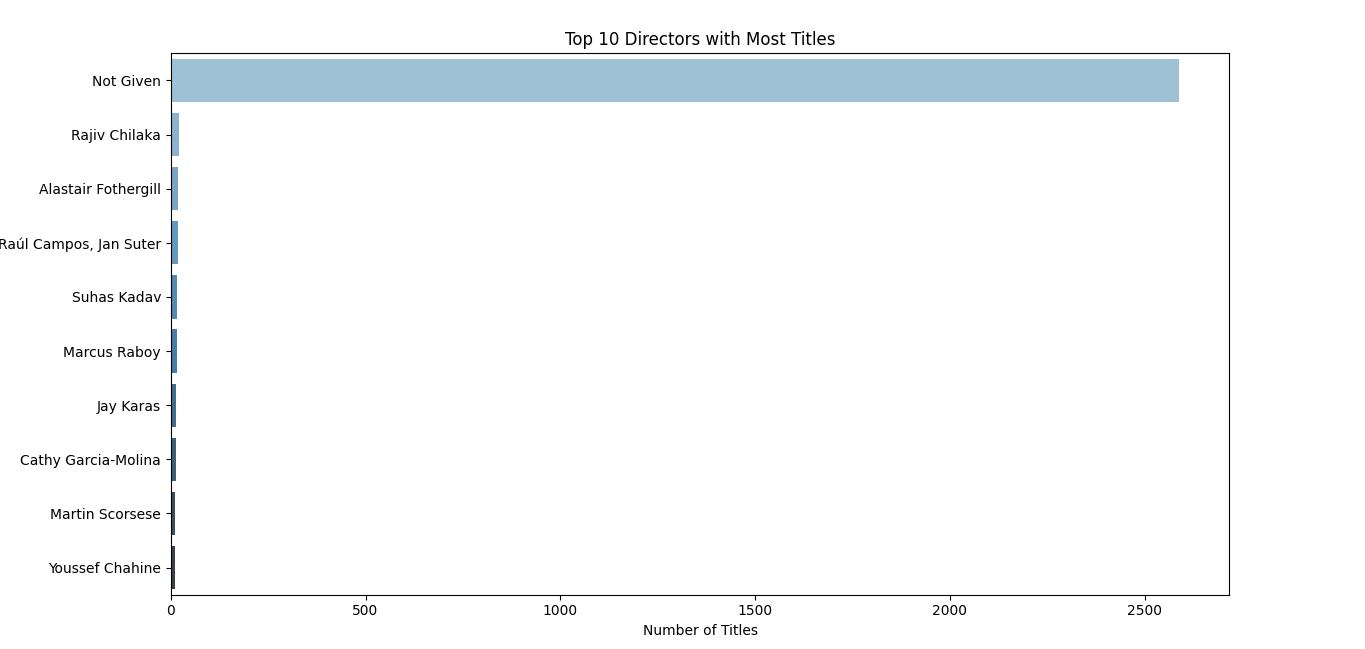 Top 10 Directors with Most Titles
Not Given
Rajiv Chilaka
Alastair Fothergill
Raúl Campos, Jan Suter
Suhas Kadav
Marcus Raboy
Jay Karas
Cathy Garcia-Molina
Martin Scorsese
Youssef Chahine
0 500 1000 1500 2000 2500
Number of Titles